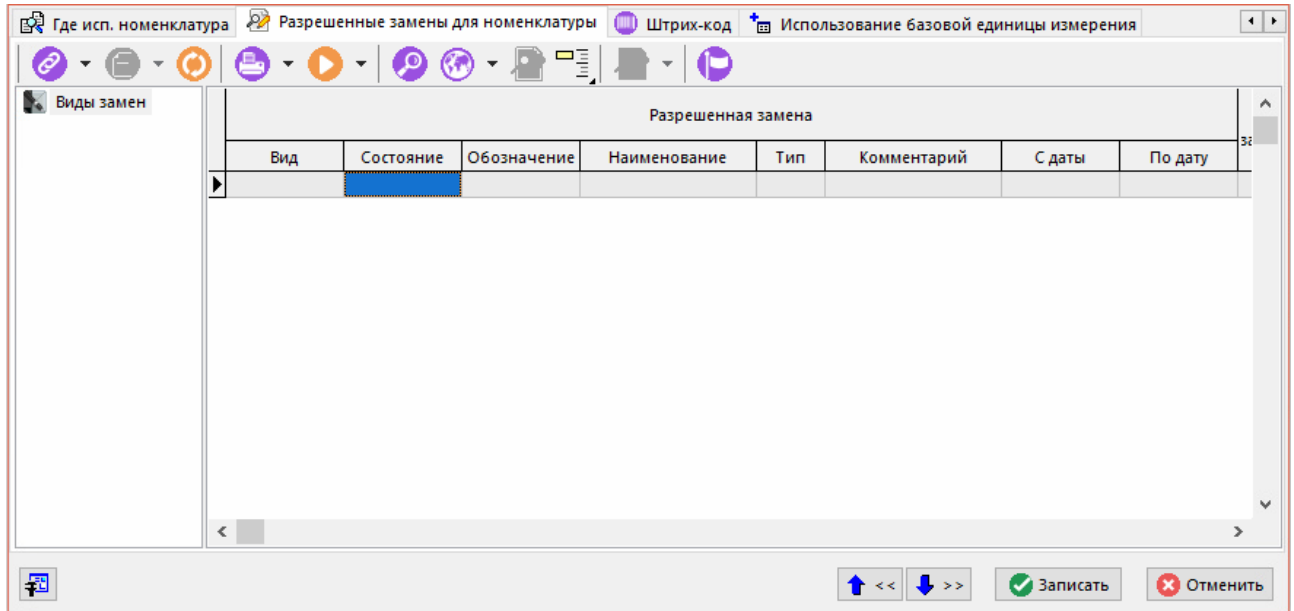 Где исп. номенклатура Разрешенные замены для номенклатуры Штрих-код Использование базовой единицы измерения
Виды замен
Разрешенная замена
Вид Состояние Обозначение Наименование Тип Комментарий С даты По дату
<< >> Записать Отменить